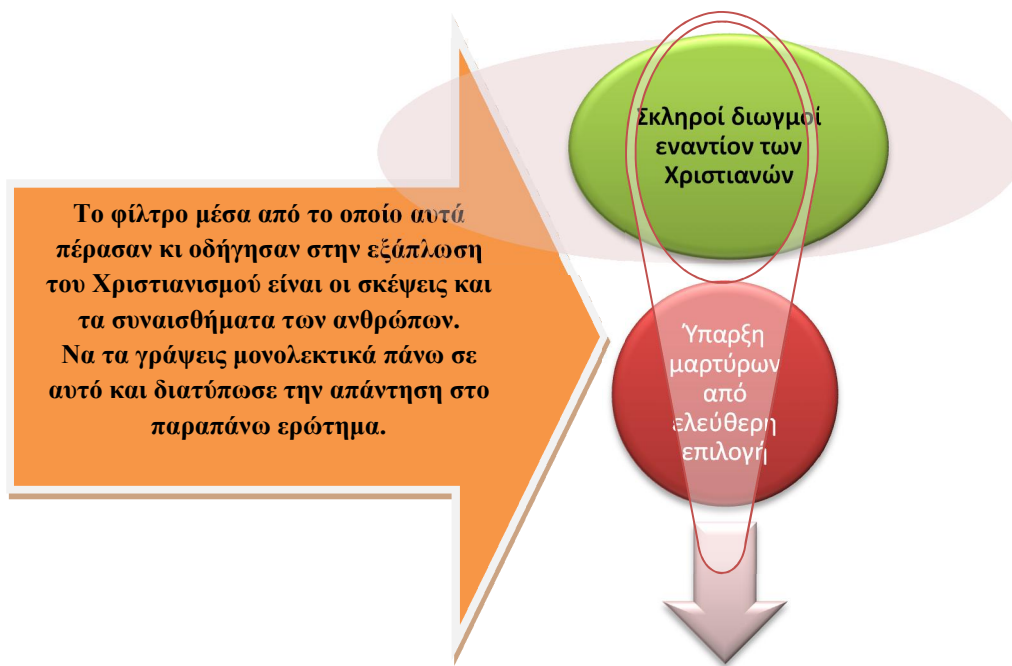 Το φίλτρο μέσα από το οποίο αυτά
πέρασαν κι οδήγησαν στην εξάπλωση
του Χριστιανισμού είναι οι σκέψεις και
τα συναισθήματα των ανθρώπων.
Να τα γράψεις μονολεκτικά πάνω σε
αυτό και διατύπωσε την απάντηση στο
παραπάνω ερώτημα.
Σκληροί διωγμοί
εναντίον των
Χριστιανών
Ύπαρξη
μαρτύρων
από
ελεύθερη
επιλογή